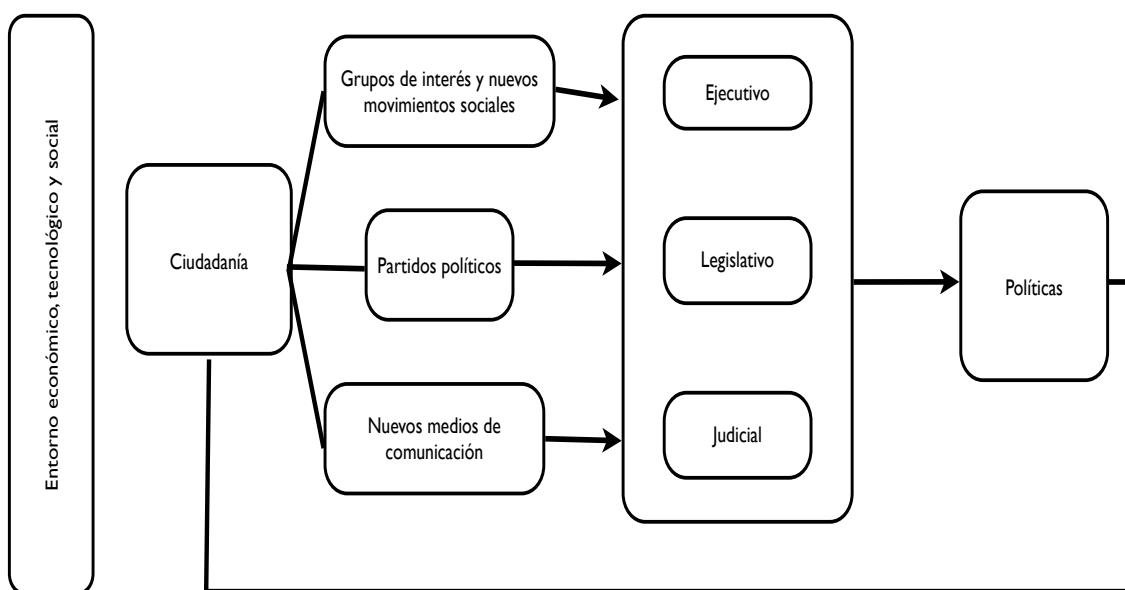 Entorno económico, tecnológico y social
Ciudadanía
Grupos de interés y nuevos
movimientos sociales
Partidos políticos
Nuevos medios de
comunicación
Ejecutivo
Legislativo
Judicial
Políticas